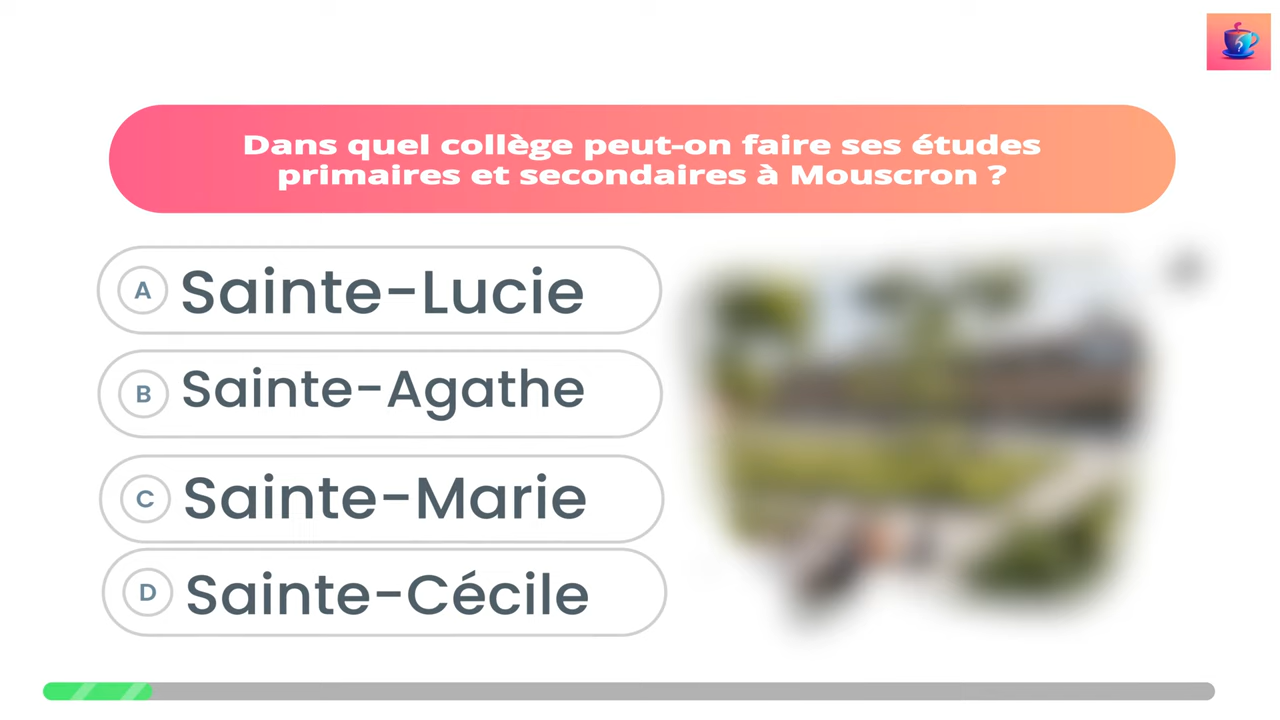 Dans quel collège peut-on faire ses études
primaires et secondaires à Mouscron ?
A Sainte-Lucie
B Sainte-Agathe
C Sainte-Marie
D Sainte-Cécile